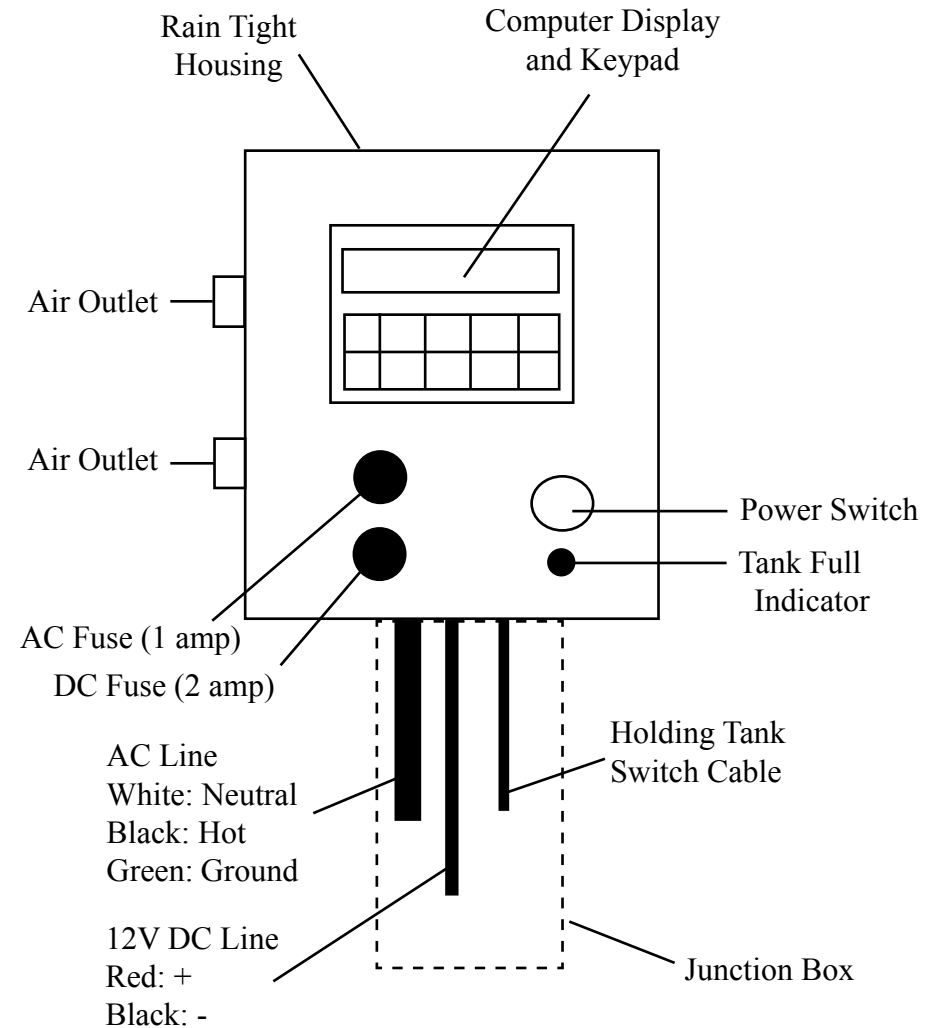 Rain Tight
Housing
Computer Display
and Keypad
Air Outlet
Air Outlet
Power Switch
Tank Full
Indicator
AC Fuse (1 amp)
DC Fuse (2 amp)
AC Line
White: Neutral
Black: Hot
Green: Ground
Holding Tank
Switch Cable
12V DC Line
Red: +
Black: -
Junction Box